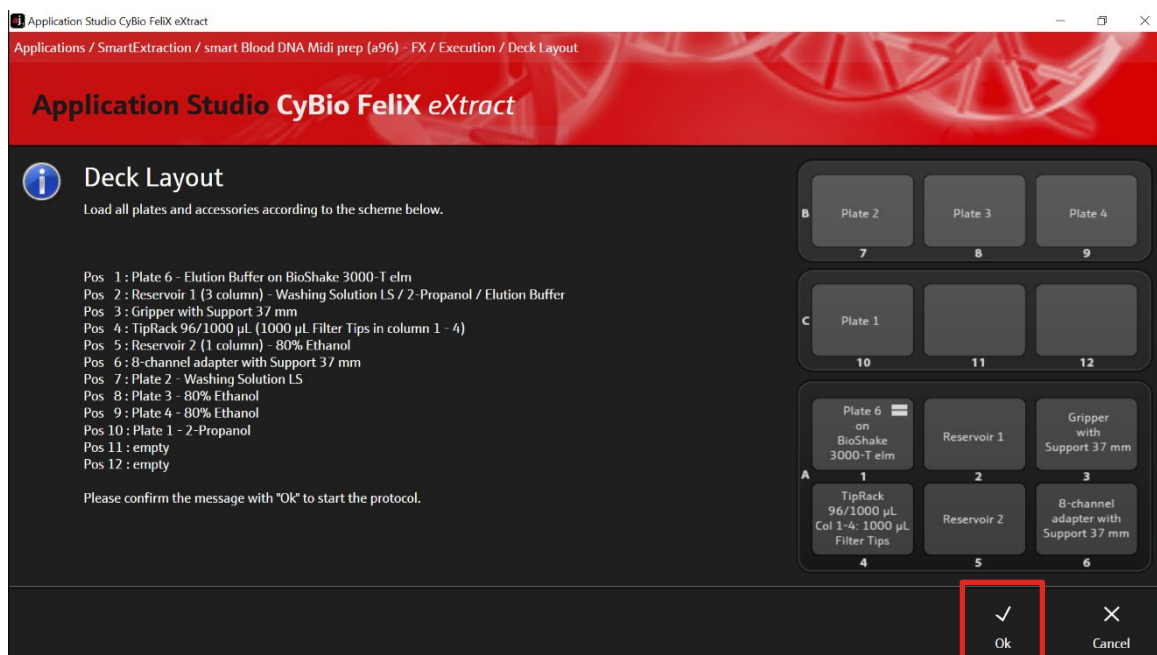 Application Studio CyBio FeliX eXtract
Applications / SmartExtraction / smart Blood DNA Midi prep (a96) - FX / Execution / Deck Layout
Application Studio CyBio FeliX eXtract
Deck Layout
Load all plates and accessories according to the scheme below.
Pos 1 : Plate 6 - Elution Buffer on BioShake 3000-T elm
Pos 2 : Reservoir 1 (3 column) - Washing Solution LS / 2-Propanol / Elution Buffer
Pos 3 : Gripper with Support 37 mm
Pos 4 : TipRack 96/1000 µL (1000 µL Filter Tips in column 1 - 4)
Pos 5 : Reservoir 2 (1 column) - 80% Ethanol
Pos 6 : 8-channel adapter with Support 37 mm
Pos 7 : Plate 2 - Washing Solution LS
Pos 8 : Plate 3 - 80% Ethanol
Pos 9 : Plate 4 - 80% Ethanol
Pos 10 : Plate 1 - 2-Propanol
Pos 11 : empty
Pos 12 : empty
Please confirm the message with "Ok" to start the protocol.
B Plate 2 Plate 3 Plate 4
7 8 9
C Plate 1
10 11 12
Plate 6
on
BioShake
3000-T elm
Reservoir 1
Gripper
with
Support 37 mm
A 1 2 3
TipRack
96/1000 µL
Col 1-4: 1000 µL
Filter Tips
Reservoir 2
8-channel
adapter with
Support 37 mm
4 5 6
Ok Cancel